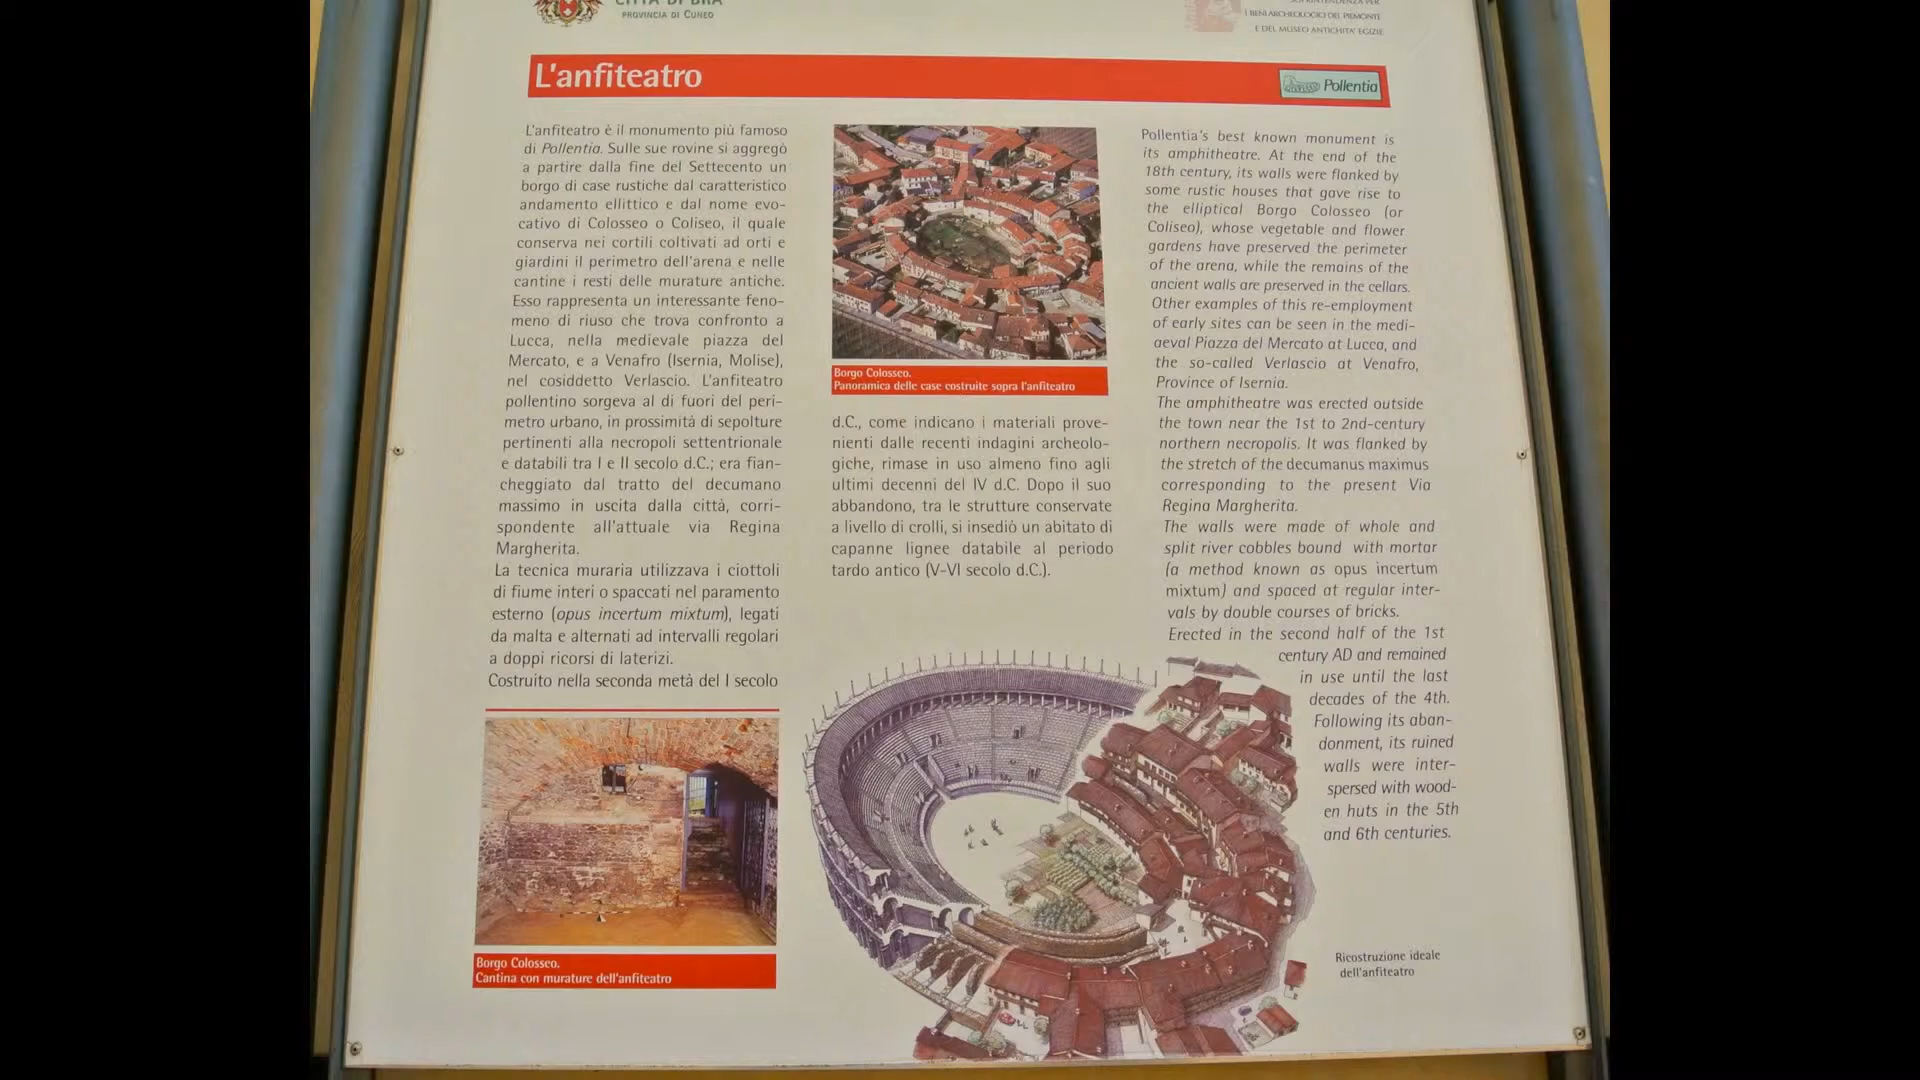 CITTÀ DI BRA
PROVINCIA DI CUNEO
SOPRINTENDENZA PER
I BENI ARCHEOLOGICI DEL PIEMONTE
E DEL MUSEO ANTICHITA' EGIZIE
L'anfiteatro
Pollentia
L'anfiteatro è il monumento più famoso
di Pollentia. Sulle sue rovine si aggregò
a partire dalla fine del Settecento un
borgo di case rustiche dal caratteristico
andamento ellittico e dal nome evo-
cativo di Colosseo o Coliseo, il quale
conserva nei cortili coltivati ad orti e
giardini il perimetro dell'arena e nelle
cantine i resti delle murature antiche.
Esso rappresenta un interessante feno-
meno di riuso che trova confronto a
Lucca, nella medievale piazza del
Mercato, e a Venafro (Isernia, Molise),
nel cosiddetto Verlascio. L'anfiteatro
pollentino sorgeva al di fuori del peri-
metro urbano, in prossimità di sepolture
pertinenti alla necropoli settentrionale
e databili tra I e II secolo d.C.; era fian-
cheggiato dal tratto del decumano
massimo in uscita dalla città, corri-
spondente all'attuale via Regina
Margherita.
La tecnica muraria utilizzava i ciottoli
di fiume interi o spaccati nel paramento
esterno (opus incertum mixtum), legati
da malta e alternati ad intervalli regolari
a doppi ricorsi di laterizi.
Costruito nella seconda metà del I secolo
Borgo Colosseo.
Cantina con murature dell'anfiteatro
Borgo Colosseo.
Panoramica delle case costruite sopra l'anfiteatro
d.C., come indicano i materiali prove-
nienti dalle recenti indagini archeolo-
giche, rimase in uso almeno fino agli
ultimi decenni del IV d.C. Dopo il suo
abbandono, tra le strutture conservate
a livello di crolli, si insediò un abitato di
capanne lignee databile al periodo
tardo antico (V-VI secolo d.C.).
Pollentia's best known monument is
its amphitheatre. At the end of the
18th century, its walls were flanked by
some rustic houses that gave rise to
the elliptical Borgo Colosseo (or
Coliseo), whose vegetable and flower
gardens have preserved the perimeter
of the arena, while the remains of the
ancient walls are preserved in the cellars.
Other examples of this re-employment
of early sites can be seen in the medi-
aeval Piazza del Mercato at Lucca, and
the so-called Verlascio at Venafro,
Province of Isernia.
The amphitheatre was erected outside
the town near the 1st to 2nd-century
northern necropolis. It was flanked by
the stretch of the decumanus maximus
corresponding to the present Via
Regina Margherita.
The walls were made of whole and
split river cobbles bound with mortar
(a method known as opus incertum
mixtum) and spaced at regular inter-
vals by double courses of bricks.
Erected in the second half of the 1st
century AD and remained
in use until the last
decades of the 4th.
Following its aban-
donment, its ruined
walls were inter-
spersed with wood-
en huts in the 5th
and 6th centuries.
Ricostruzione ideale
dell'anfiteatro